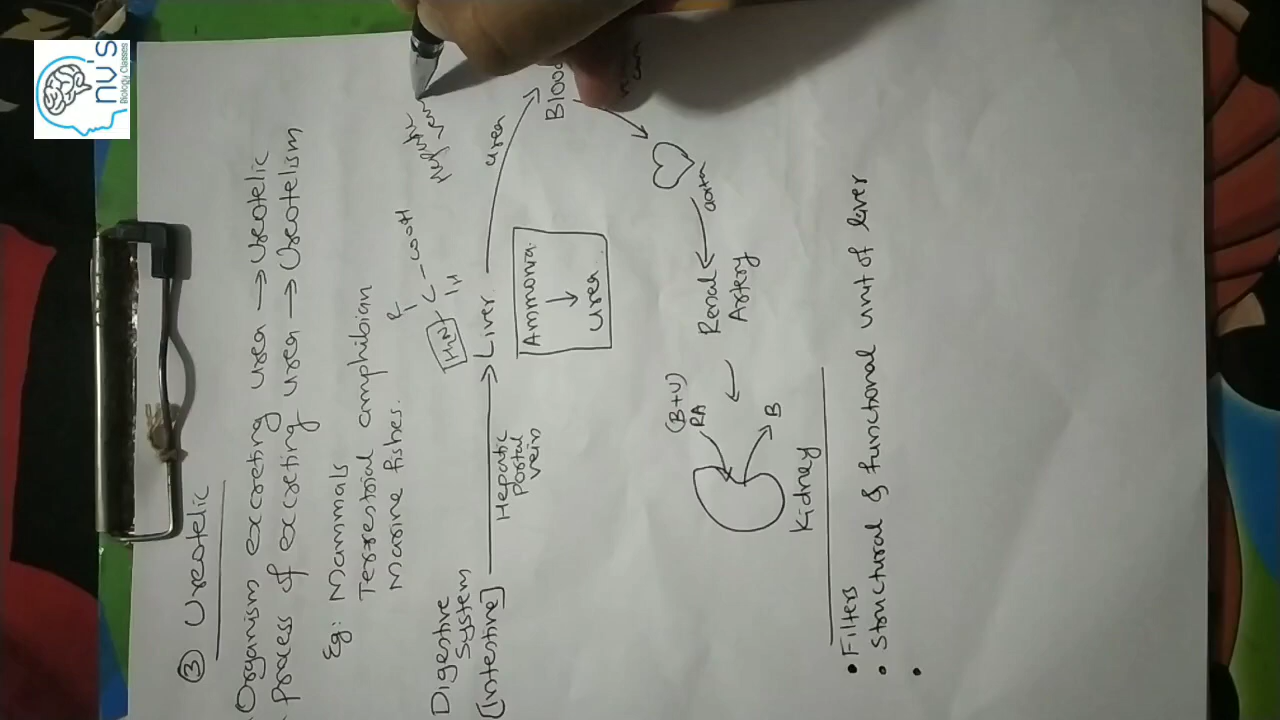 nu's
Biology Classes
③ Ureotelic
Organism excreting urea → Ureotelic
Process of excreting urea → Ureotelism
Eg: Mammals
Terrestrial amphibian
Marine fishes.
R
H₂N - C - COOH
H
Hepatic
vein
Digestive
System
[Intestine] → Liver
Hepatic
Portal
vein
urea
Ammonia
↓
urea
aorta
Renal
Artery
(B+U)
RA
B
Kidney
• Filters
• Structural & functional unit of liver
•